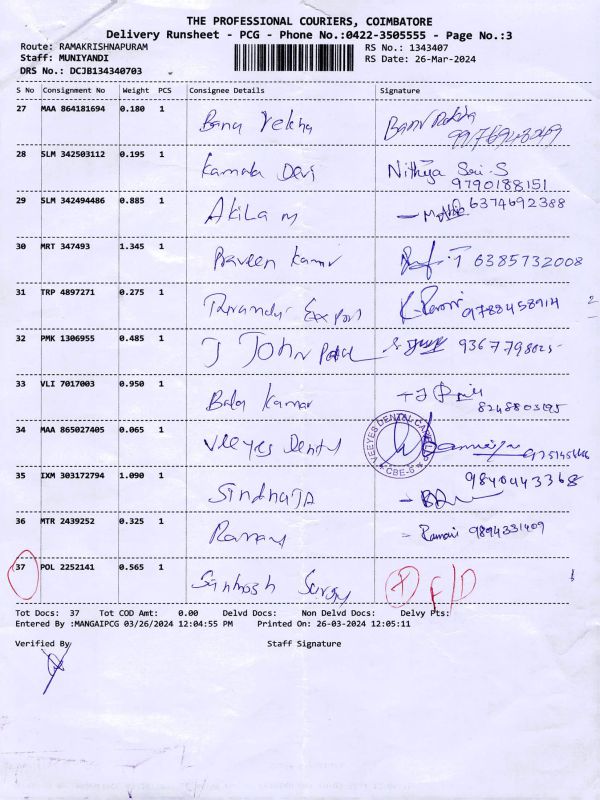 THE PROFESSIONAL COURIERS, COIMBATORE
Delivery Runsheet - PCG - Phone No.:0422-3505555 - Page No.:3
Route: RAMAKRISHNAPURAM RS No.: 1343407
Staff: MUNIYANDI RS Date: 26-Mar-2024
DRS No.: DCJB134340703
S No Consignment No Weight PCS Consignee Details Signature
27 MAA 864181694 0.180 1 Banu Rekha
28 SLM 342503112 0.195 1 Kamala Devi Nithya Sri.S
9790188151
29 SLM 342494486 0.885 1 Akila M 6374692388
30 MRT 347493 1.345 1 Praveen Kumar 6385732008
31 TRP 4897271 0.275 1 Export 9788458914
32 PMK 1306955 0.485 1 J John
33 VLI 7017003 0.950 1 Bala Kumar
8248803195
34 MAA 865027405 0.065 1 Veeyes Dental VEEYES DENTAL CBE-6
35 IXM 303172794 1.090 1 9840443368
36 MTR 2439252 0.325 1 Ramani 9894331409
37 POL 2252141 0.565 1 Santhosh F/D
Tot Docs: 37 Tot COD Amt: 0.00 Delvd Docs: Non Delvd Docs: Delvy Pts:
Entered By :MANGAIPCG 03/26/2024 12:04:55 PM Printed On: 26-03-2024 12:05:11
Verified By Staff Signature